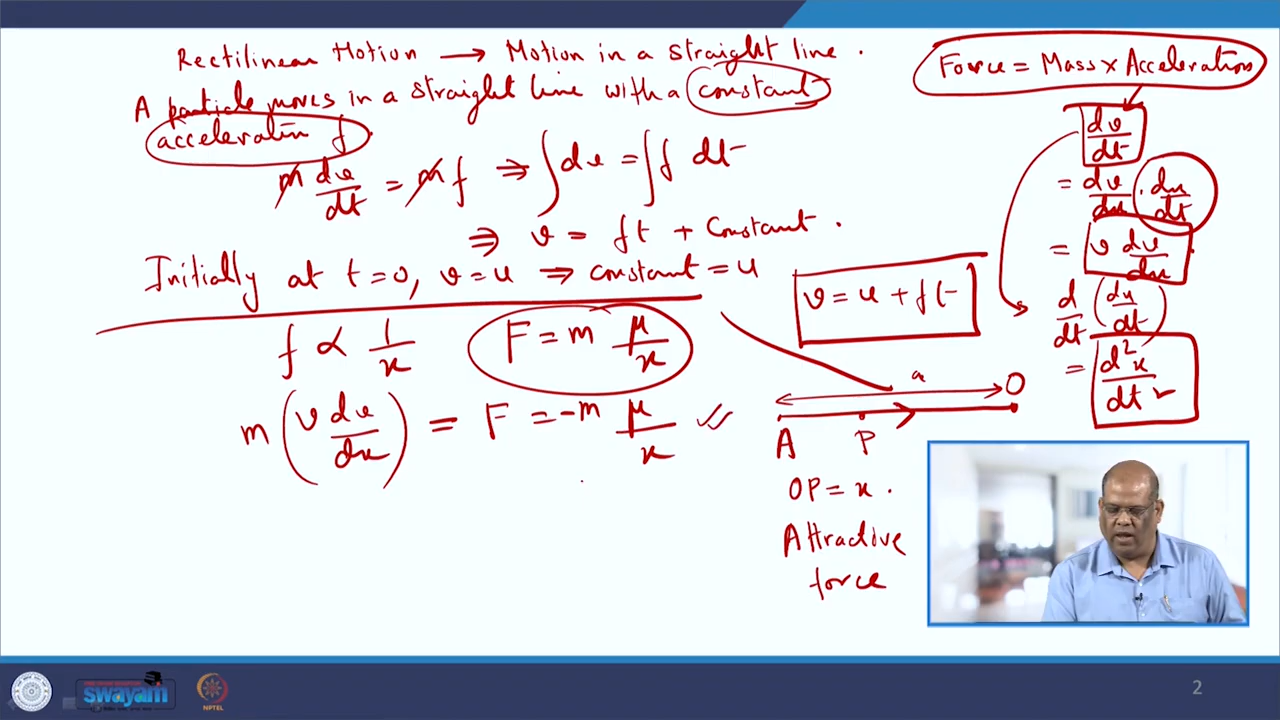 Rectilinear Motion → Motion in a straight line.
A particle moves in a straight line with a constant
acceleratin f.
m dv/dt = m f ⇒ ∫ dv = ∫ f dt
⇒ v = ft + Constant.
Initially at t=0, v=u ⇒ constant = u
v = u + ft
f ∝ 1/x
F = m μ/x
m (v dv/dx) = F = -m μ/x
Force = Mass × Acceleration
dv/dt
= dv/dx . dx/dt
= v dv/dx
d/dt (dx/dt)
= d²x/dt²
a
A P O
OP = x.
Attractive
force
swayam
NPTEL
2